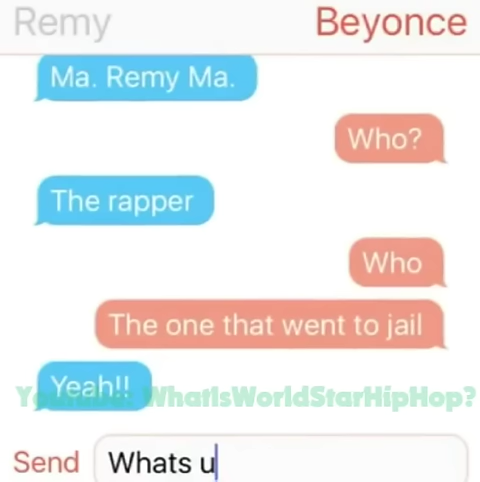 Remy Beyonce
Ma. Remy Ma.
Who?
The rapper
Who
The one that went to jail
Yeah!!
WhatIsWorldStarHipHop?
Send Whats u